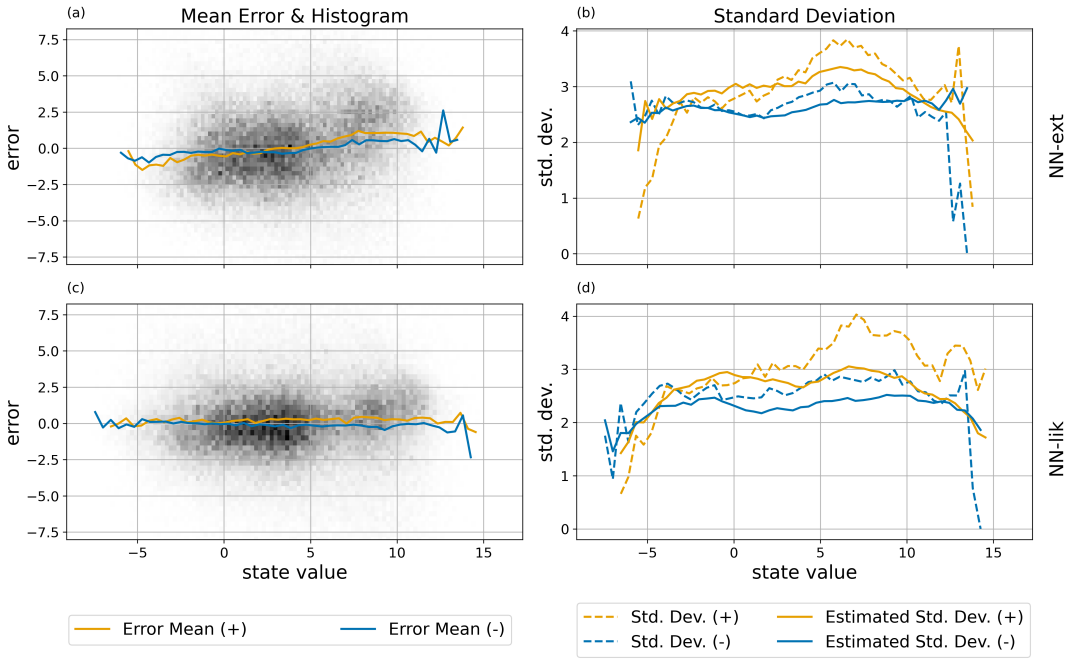 (a) Mean Error & Histogram
(b) Standard Deviation
7.5
5.0
2.5
0.0
−2.5
−5.0
−7.5
error
4
3
2
1
0
std. dev.
NN-ext
(c)
(d)
7.5
5.0
2.5
0.0
−2.5
−5.0
−7.5
error
−5 0 5 10 15
state value
4
3
2
1
0
std. dev.
−5 0 5 10 15
state value
NN-lik
Error Mean (+) Error Mean (-)
Std. Dev. (+) Estimated Std. Dev. (+)
Std. Dev. (-) Estimated Std. Dev. (-)